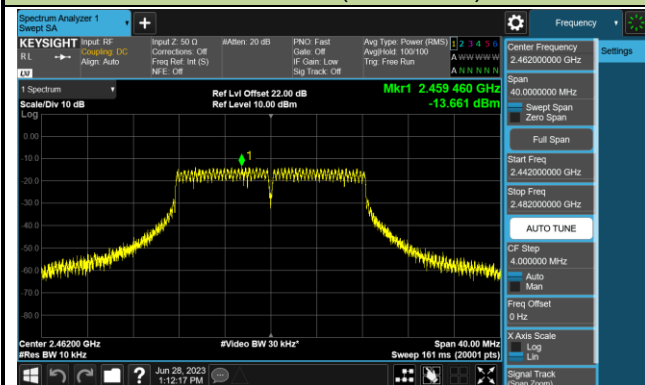 Spectrum Analyzer 1
Swept SA
+
Frequency
KEYSIGHT
R L
Input: RF
Coupling: DC
Align: Auto
Input Z: 50 Ω
Corrections: Off
Freq Ref: Int (S)
NFE: Off
#Atten: 20 dB
PNO: Fast
Gate: Off
IF Gain: Low
Sig Track: Off
Avg Type: Power (RMS)
Avg|Hold: 100/100
Trig: Free Run
1 2 3 4 5 6
A W W W W W
A N N N N N
1 Spectrum
Scale/Div 10 dB
Log
Ref Lvl Offset 22.00 dB
Ref Level 10.00 dBm
Mkr1 2.459 460 GHz
-13.661 dBm
0.00
-10.0
-20.0
-30.0
-40.0
-50.0
-60.0
-70.0
-80.0
1
Center 2.46200 GHz
#Res BW 10 kHz
#Video BW 30 kHz*
Span 40.00 MHz
Sweep 161 ms (20001 pts)
Jun 28, 2023
1:12:17 PM
Center Frequency
2.462000000 GHz
Settings
Span
40.0000000 MHz
Swept Span
Zero Span
Full Span
Start Freq
2.442000000 GHz
Stop Freq
2.482000000 GHz
AUTO TUNE
CF Step
4.000000 MHz
Auto
Man
Freq Offset
0 Hz
X Axis Scale
Log
Lin
Signal Track
(Span Zoom)